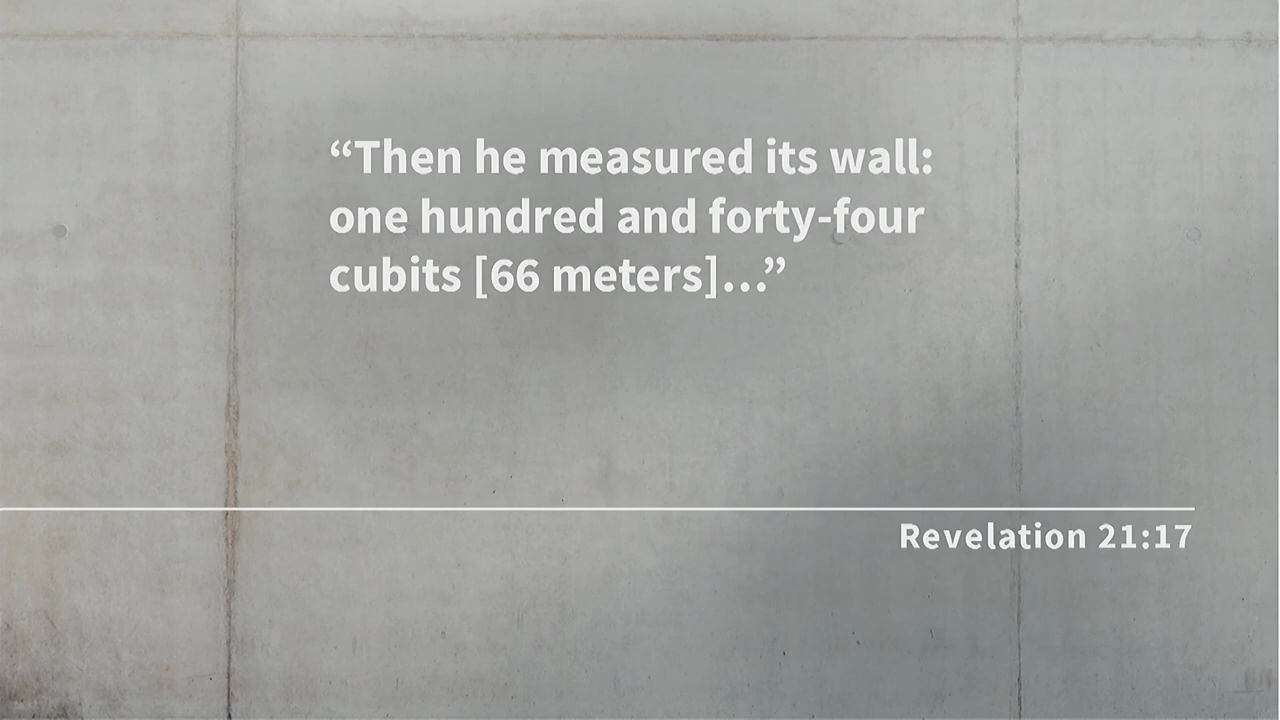 “Then he measured its wall:
one hundred and forty-four
cubits [66 meters]…”
Revelation 21:17